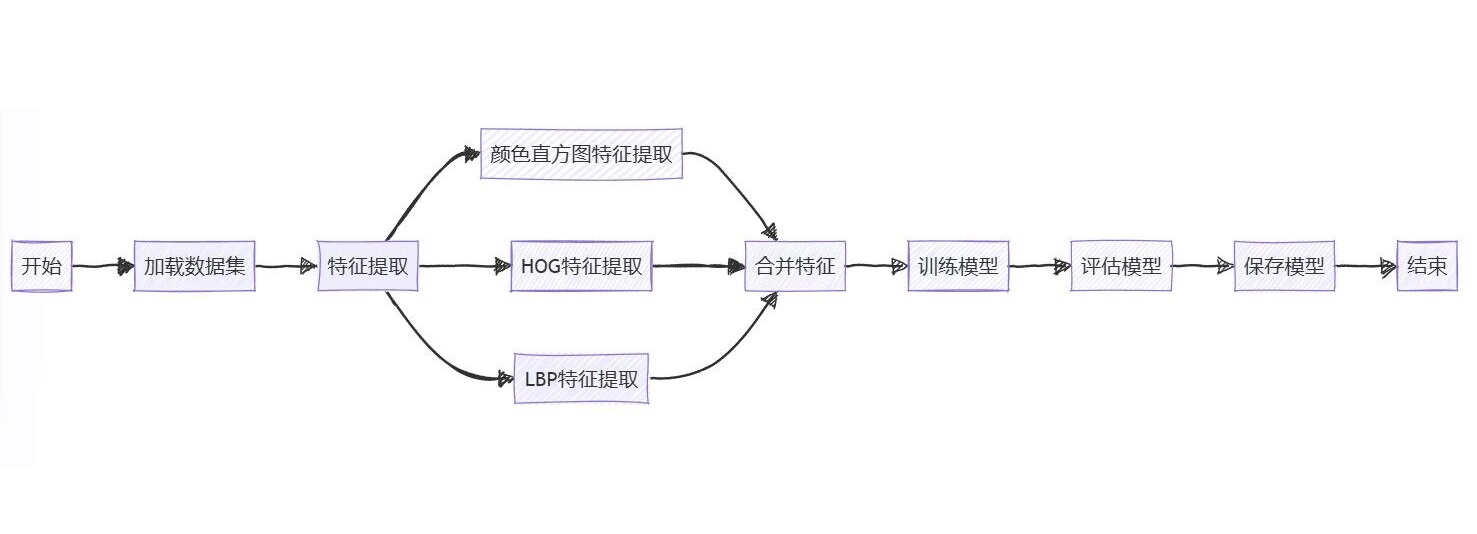 开始
加载数据集
特征提取
颜色直方图特征提取
HOG特征提取
LBP特征提取
合并特征
训练模型
评估模型
保存模型
结束